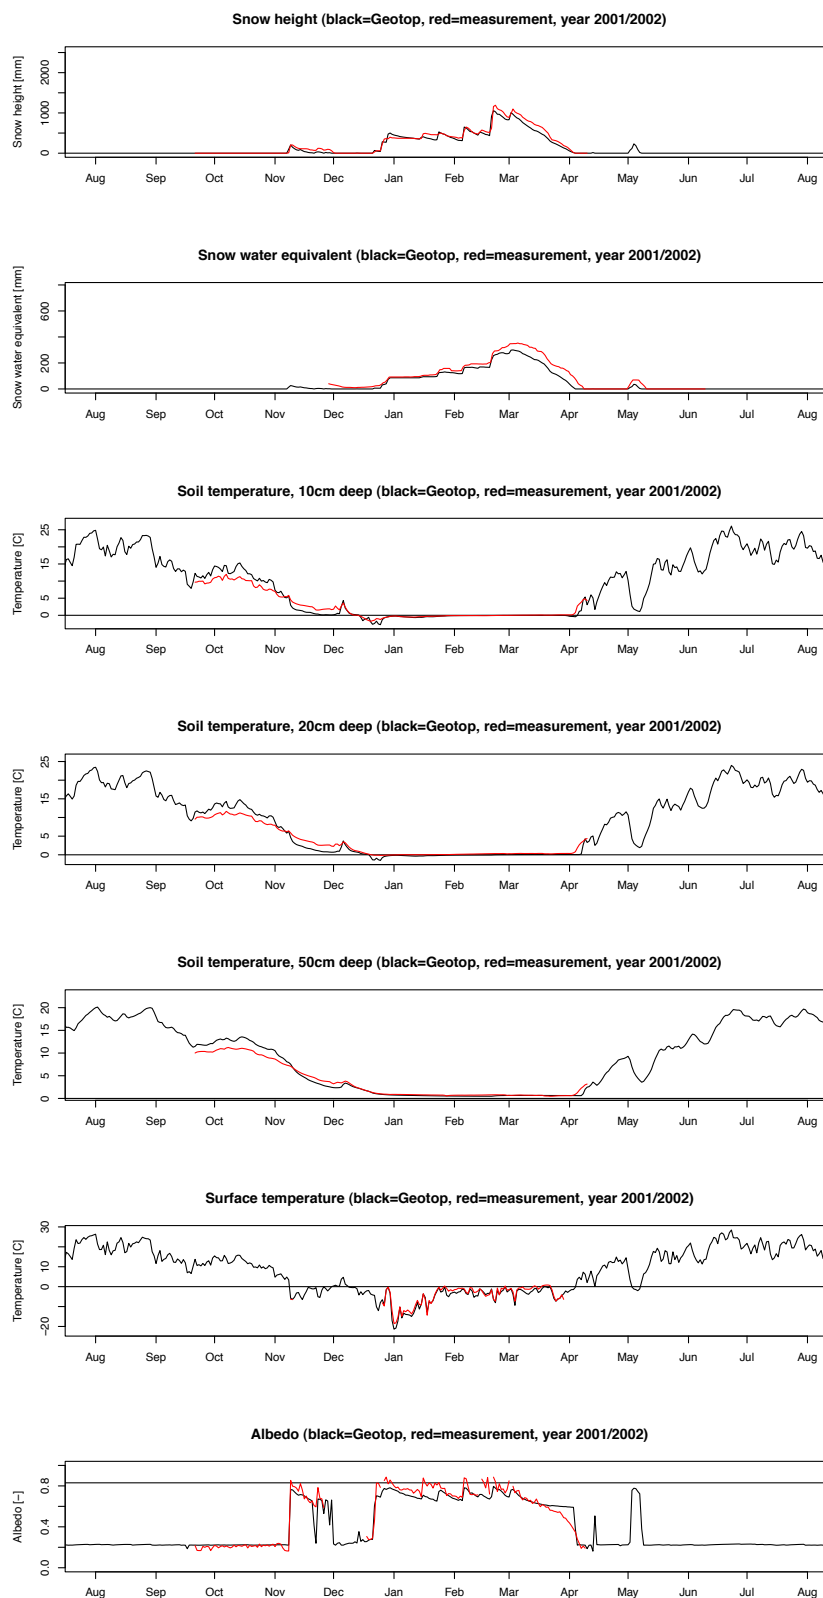 Snow height (black=Geotop, red=measurement, year 2001/2002)
Snow height [mm]
0 1000 2000
Aug Sep Oct Nov Dec Jan Feb Mar Apr May Jun Jul Aug
Snow water equivalent (black=Geotop, red=measurement, year 2001/2002)
Snow water equivalent [mm]
0 200 600
Aug Sep Oct Nov Dec Jan Feb Mar Apr May Jun Jul Aug
Soil temperature, 10cm deep (black=Geotop, red=measurement, year 2001/2002)
Temperature [C]
0 5 15 25
Aug Sep Oct Nov Dec Jan Feb Mar Apr May Jun Jul Aug
Soil temperature, 20cm deep (black=Geotop, red=measurement, year 2001/2002)
Temperature [C]
0 5 15 25
Aug Sep Oct Nov Dec Jan Feb Mar Apr May Jun Jul Aug
Soil temperature, 50cm deep (black=Geotop, red=measurement, year 2001/2002)
Temperature [C]
0 5 10 15 20
Aug Sep Oct Nov Dec Jan Feb Mar Apr May Jun Jul Aug
Surface temperature (black=Geotop, red=measurement, year 2001/2002)
Temperature [C]
−20 0 10 30
Aug Sep Oct Nov Dec Jan Feb Mar Apr May Jun Jul Aug
Albedo (black=Geotop, red=measurement, year 2001/2002)
Albedo [−]
0.0 0.4 0.8
Aug Sep Oct Nov Dec Jan Feb Mar Apr May Jun Jul Aug